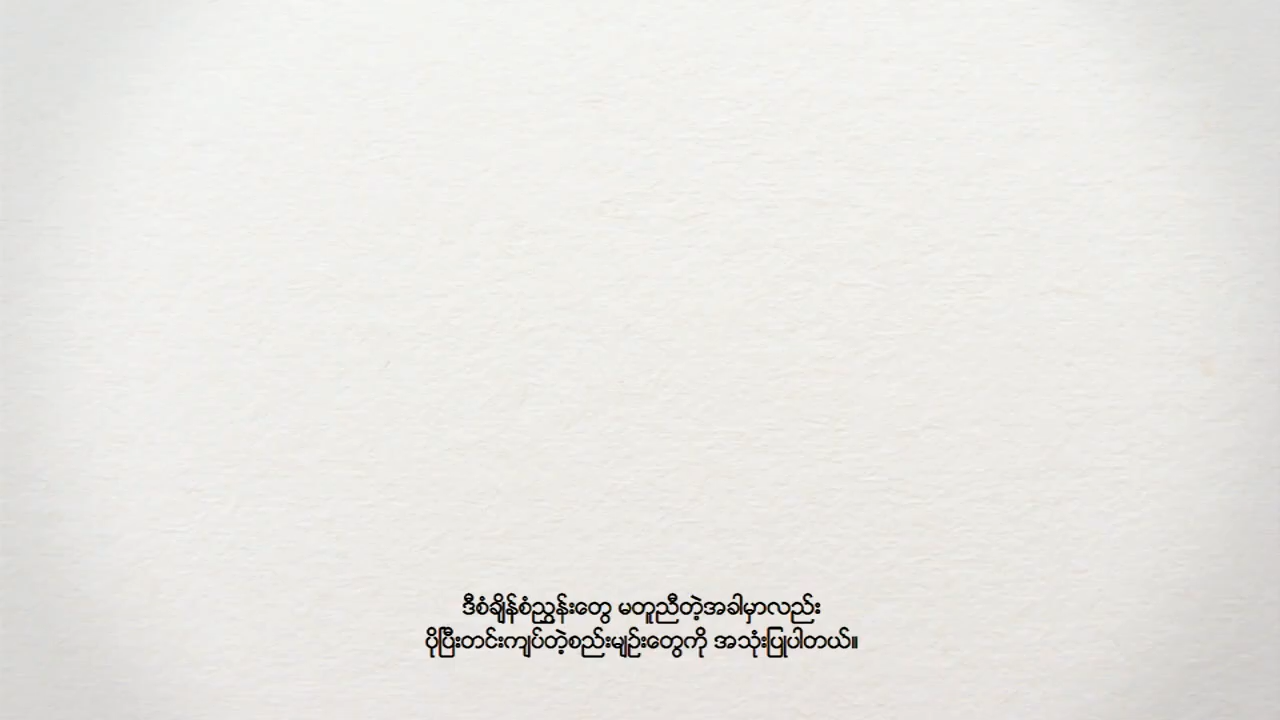 ဒီစံချိန်စံညွှန်းတွေ မတူညီတဲ့အခါမှာလည်း
ပိုပြီးတင်းကျပ်တဲ့စည်းမျဉ်းတွေကို အသုံးပြုပါတယ်။